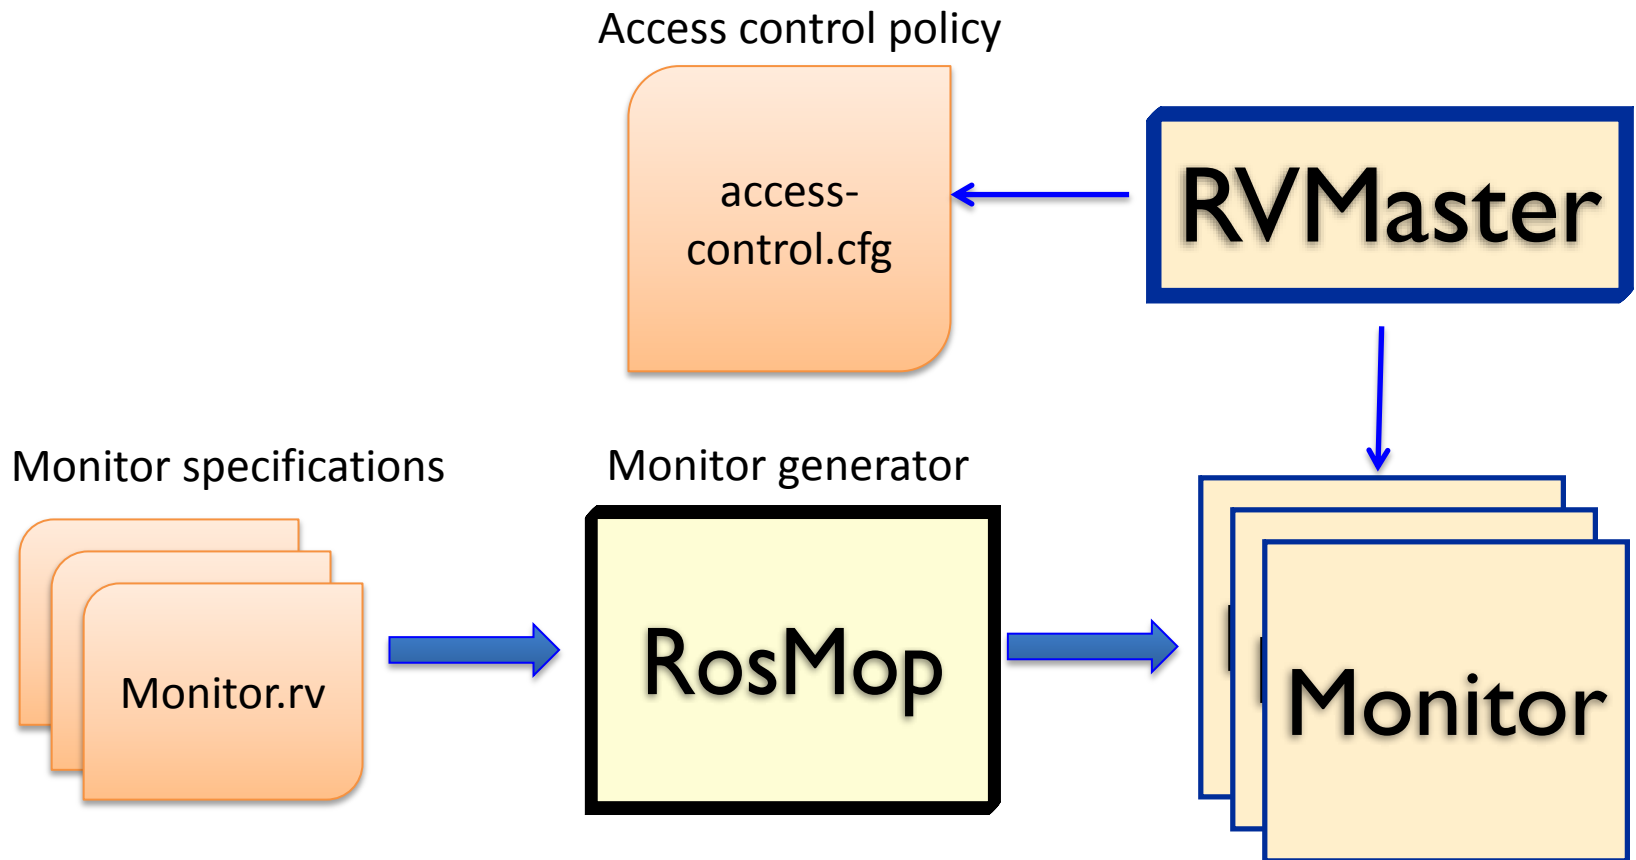 Access control policy
access-
control.cfg
RVMaster
Monitor specifications
Monitor generator
Monitor.rv
RosMop
Monitor